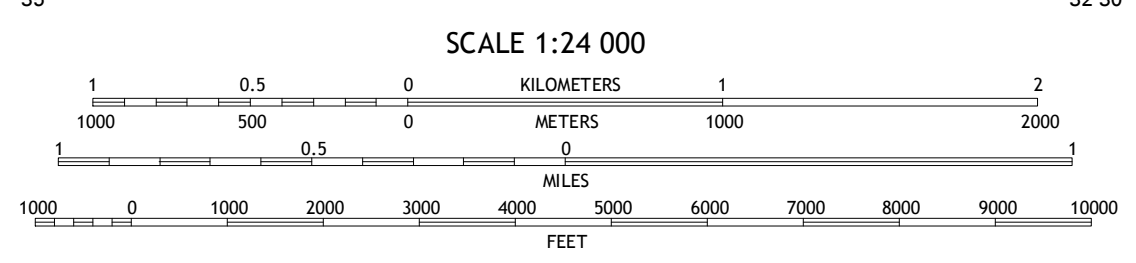 SCALE 1:24 000
1 0.5 0 KILOMETERS 1 2
1000 500 0 METERS 1000 2000
1 0.5 0 1
MILES
1000 0 1000 2000 3000 4000 5000 6000 7000 8000 9000 10000
FEET